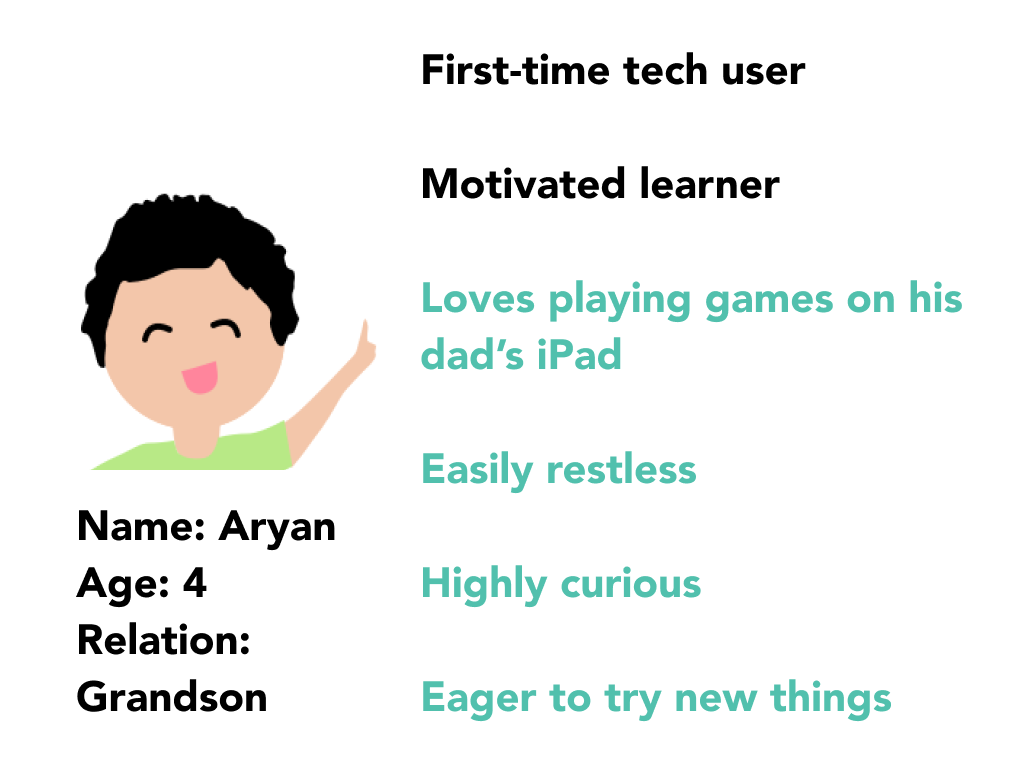 First-time tech user
Motivated learner
Loves playing games on his
dad’s iPad
Easily restless
Highly curious
Eager to try new things
Name: Aryan
Age: 4
Relation:
Grandson